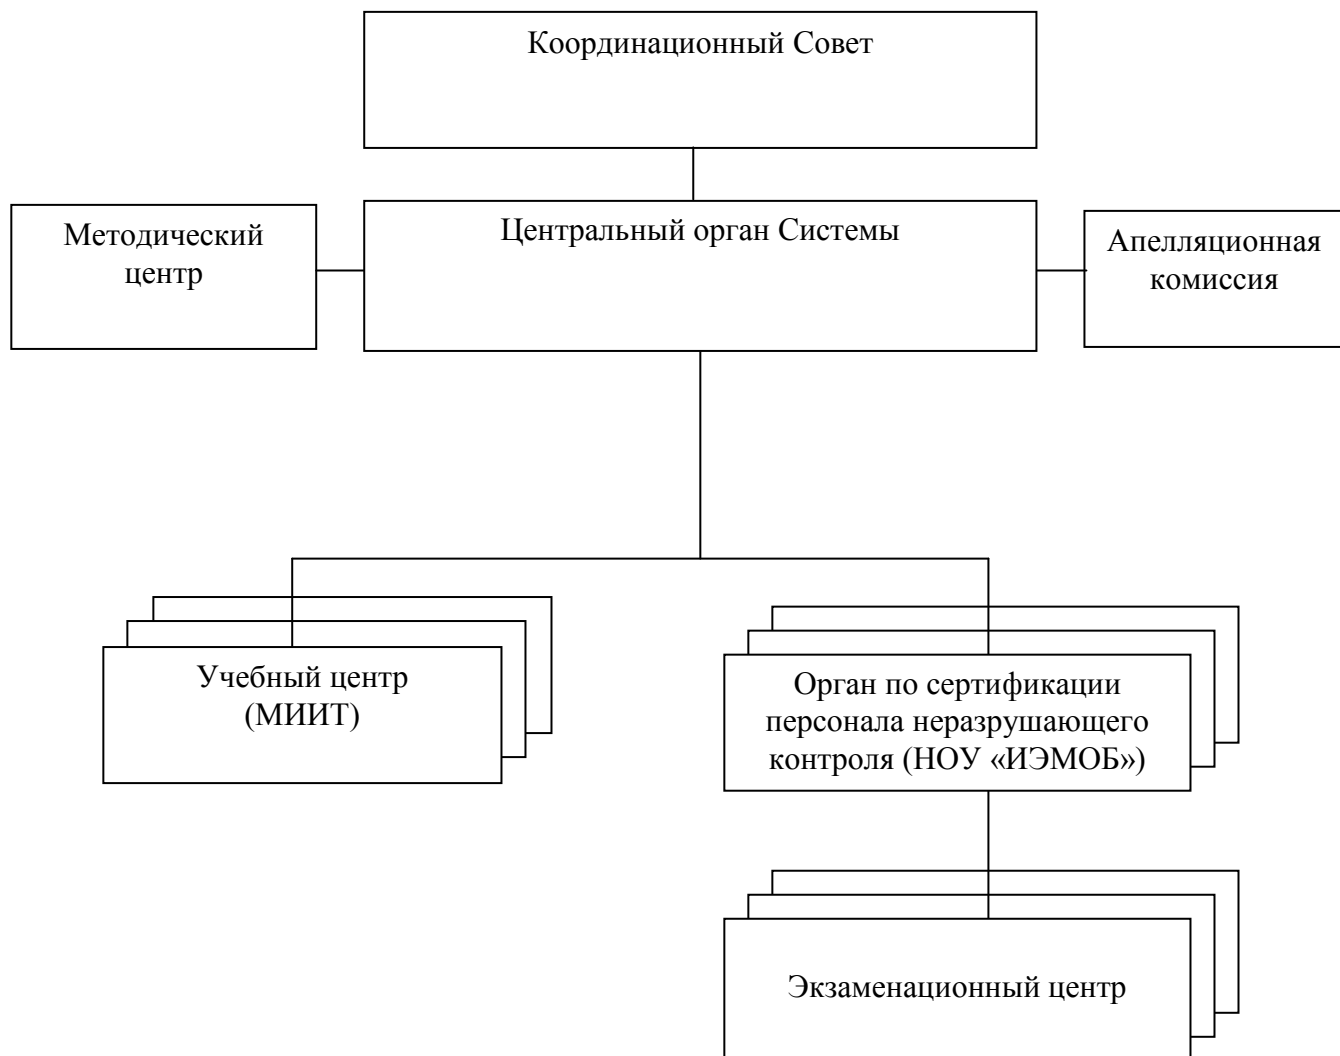 Координационный Совет
Методический
центр
Центральный орган Системы
Апелляционная
комиссия
Учебный центр
(МИИТ)
Орган по сертификации
персонала неразрушающего
контроля (НОУ «ИЭМОБ»)
Экзаменационный центр